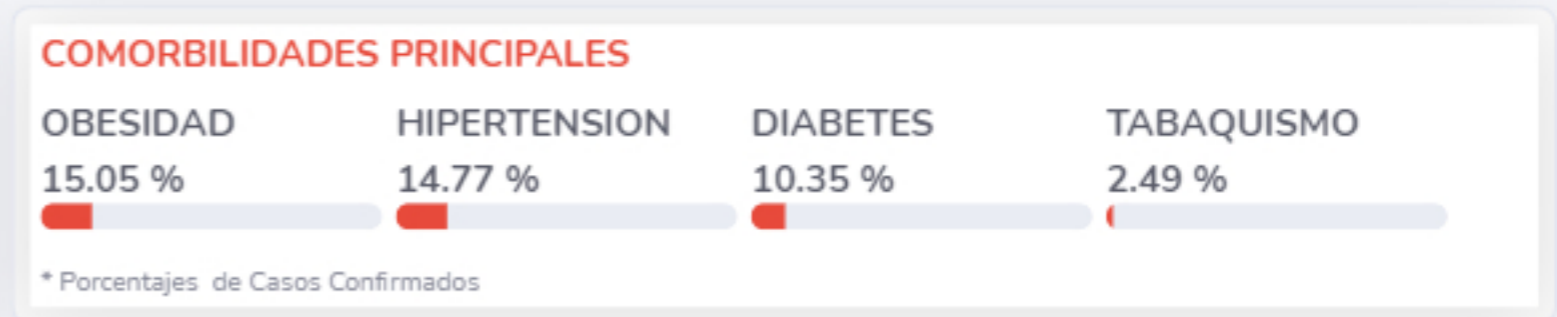 COMORBILIDADES PRINCIPALES
OBESIDAD HIPERTENSION DIABETES TABAQUISMO
15.05 % 14.77 % 10.35 % 2.49 %
* Porcentajes de Casos Confirmados